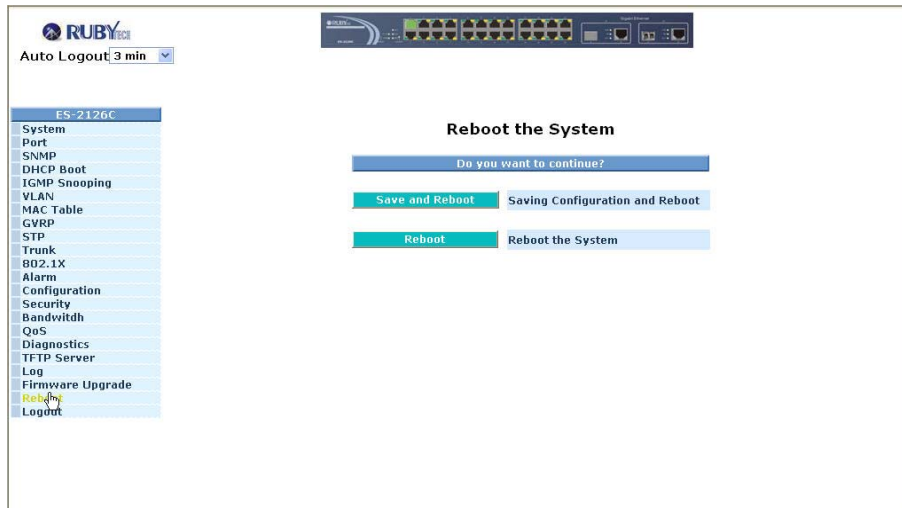 RUBYTECH
Auto Logout 3 min
ES-2126C
System
Port
SNMP
DHCP Boot
IGMP Snooping
VLAN
MAC Table
GVRP
STP
Trunk
802.1X
Alarm
Configuration
Security
Bandwitdh
QoS
Diagnostics
TFTP Server
Log
Firmware Upgrade
Reboot
Logout
Reboot the System
Do you want to continue?
Save and Reboot Saving Configuration and Reboot
Reboot Reboot the System